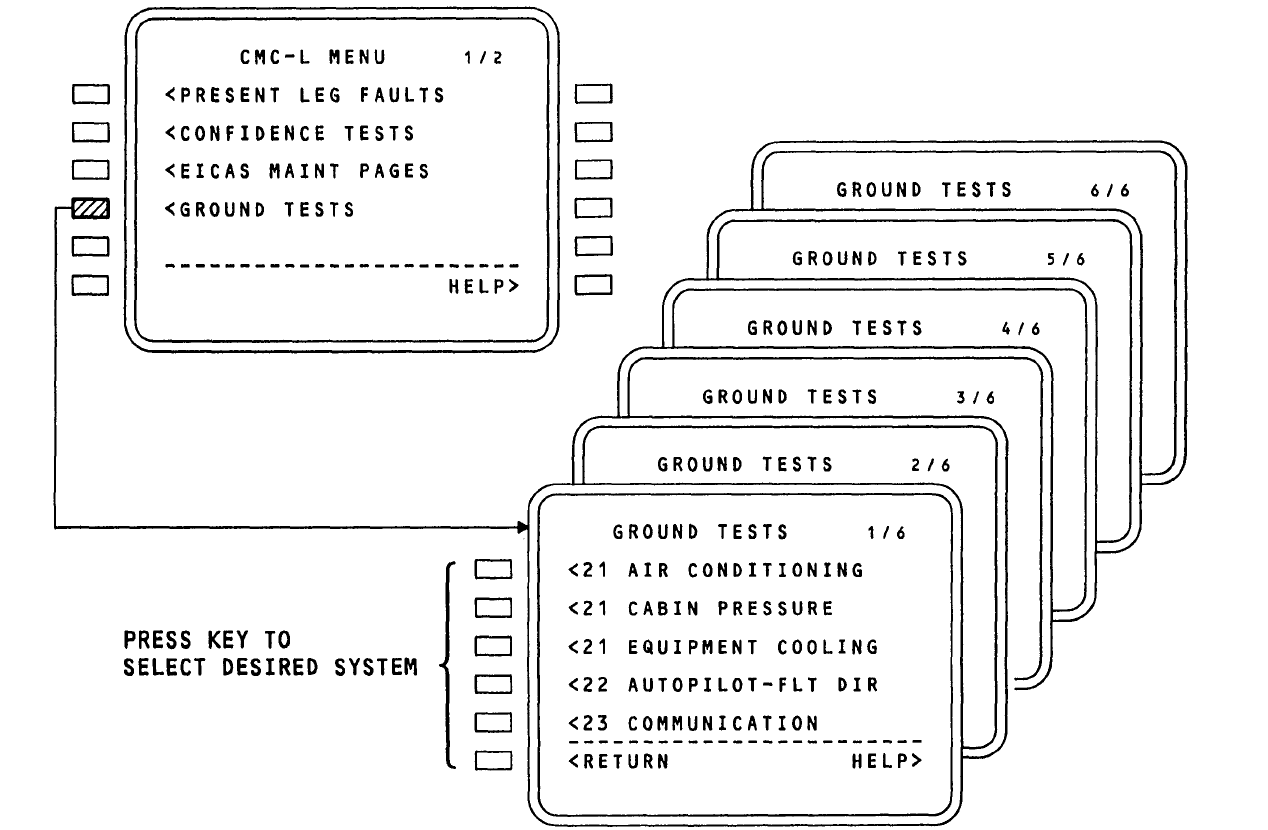 CMC-L MENU 1/2
<PRESENT LEG FAULTS
<CONFIDENCE TESTS
<EICAS MAINT PAGES
<GROUND TESTS
HELP>
GROUND TESTS 6/6
GROUND TESTS 5/6
GROUND TESTS 4/6
GROUND TESTS 3/6
GROUND TESTS 2/6
GROUND TESTS 1/6
<21 AIR CONDITIONING
<21 CABIN PRESSURE
<21 EQUIPMENT COOLING
<22 AUTOPILOT-FLT DIR
<23 COMMUNICATION
<RETURN HELP>
PRESS KEY TO
SELECT DESIRED SYSTEM